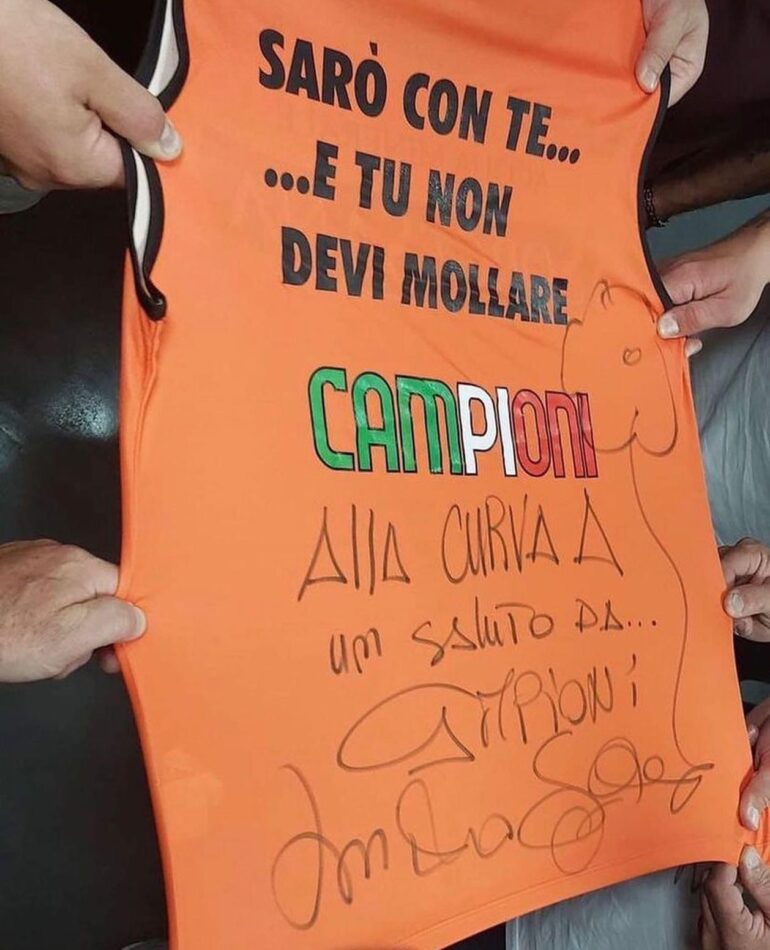 SARÒ CON TE...
...E TU NON
DEVI MOLLARE
CAMPIONI
ALLA CURVA A
UN SALUTO DA...
CAMPIONI